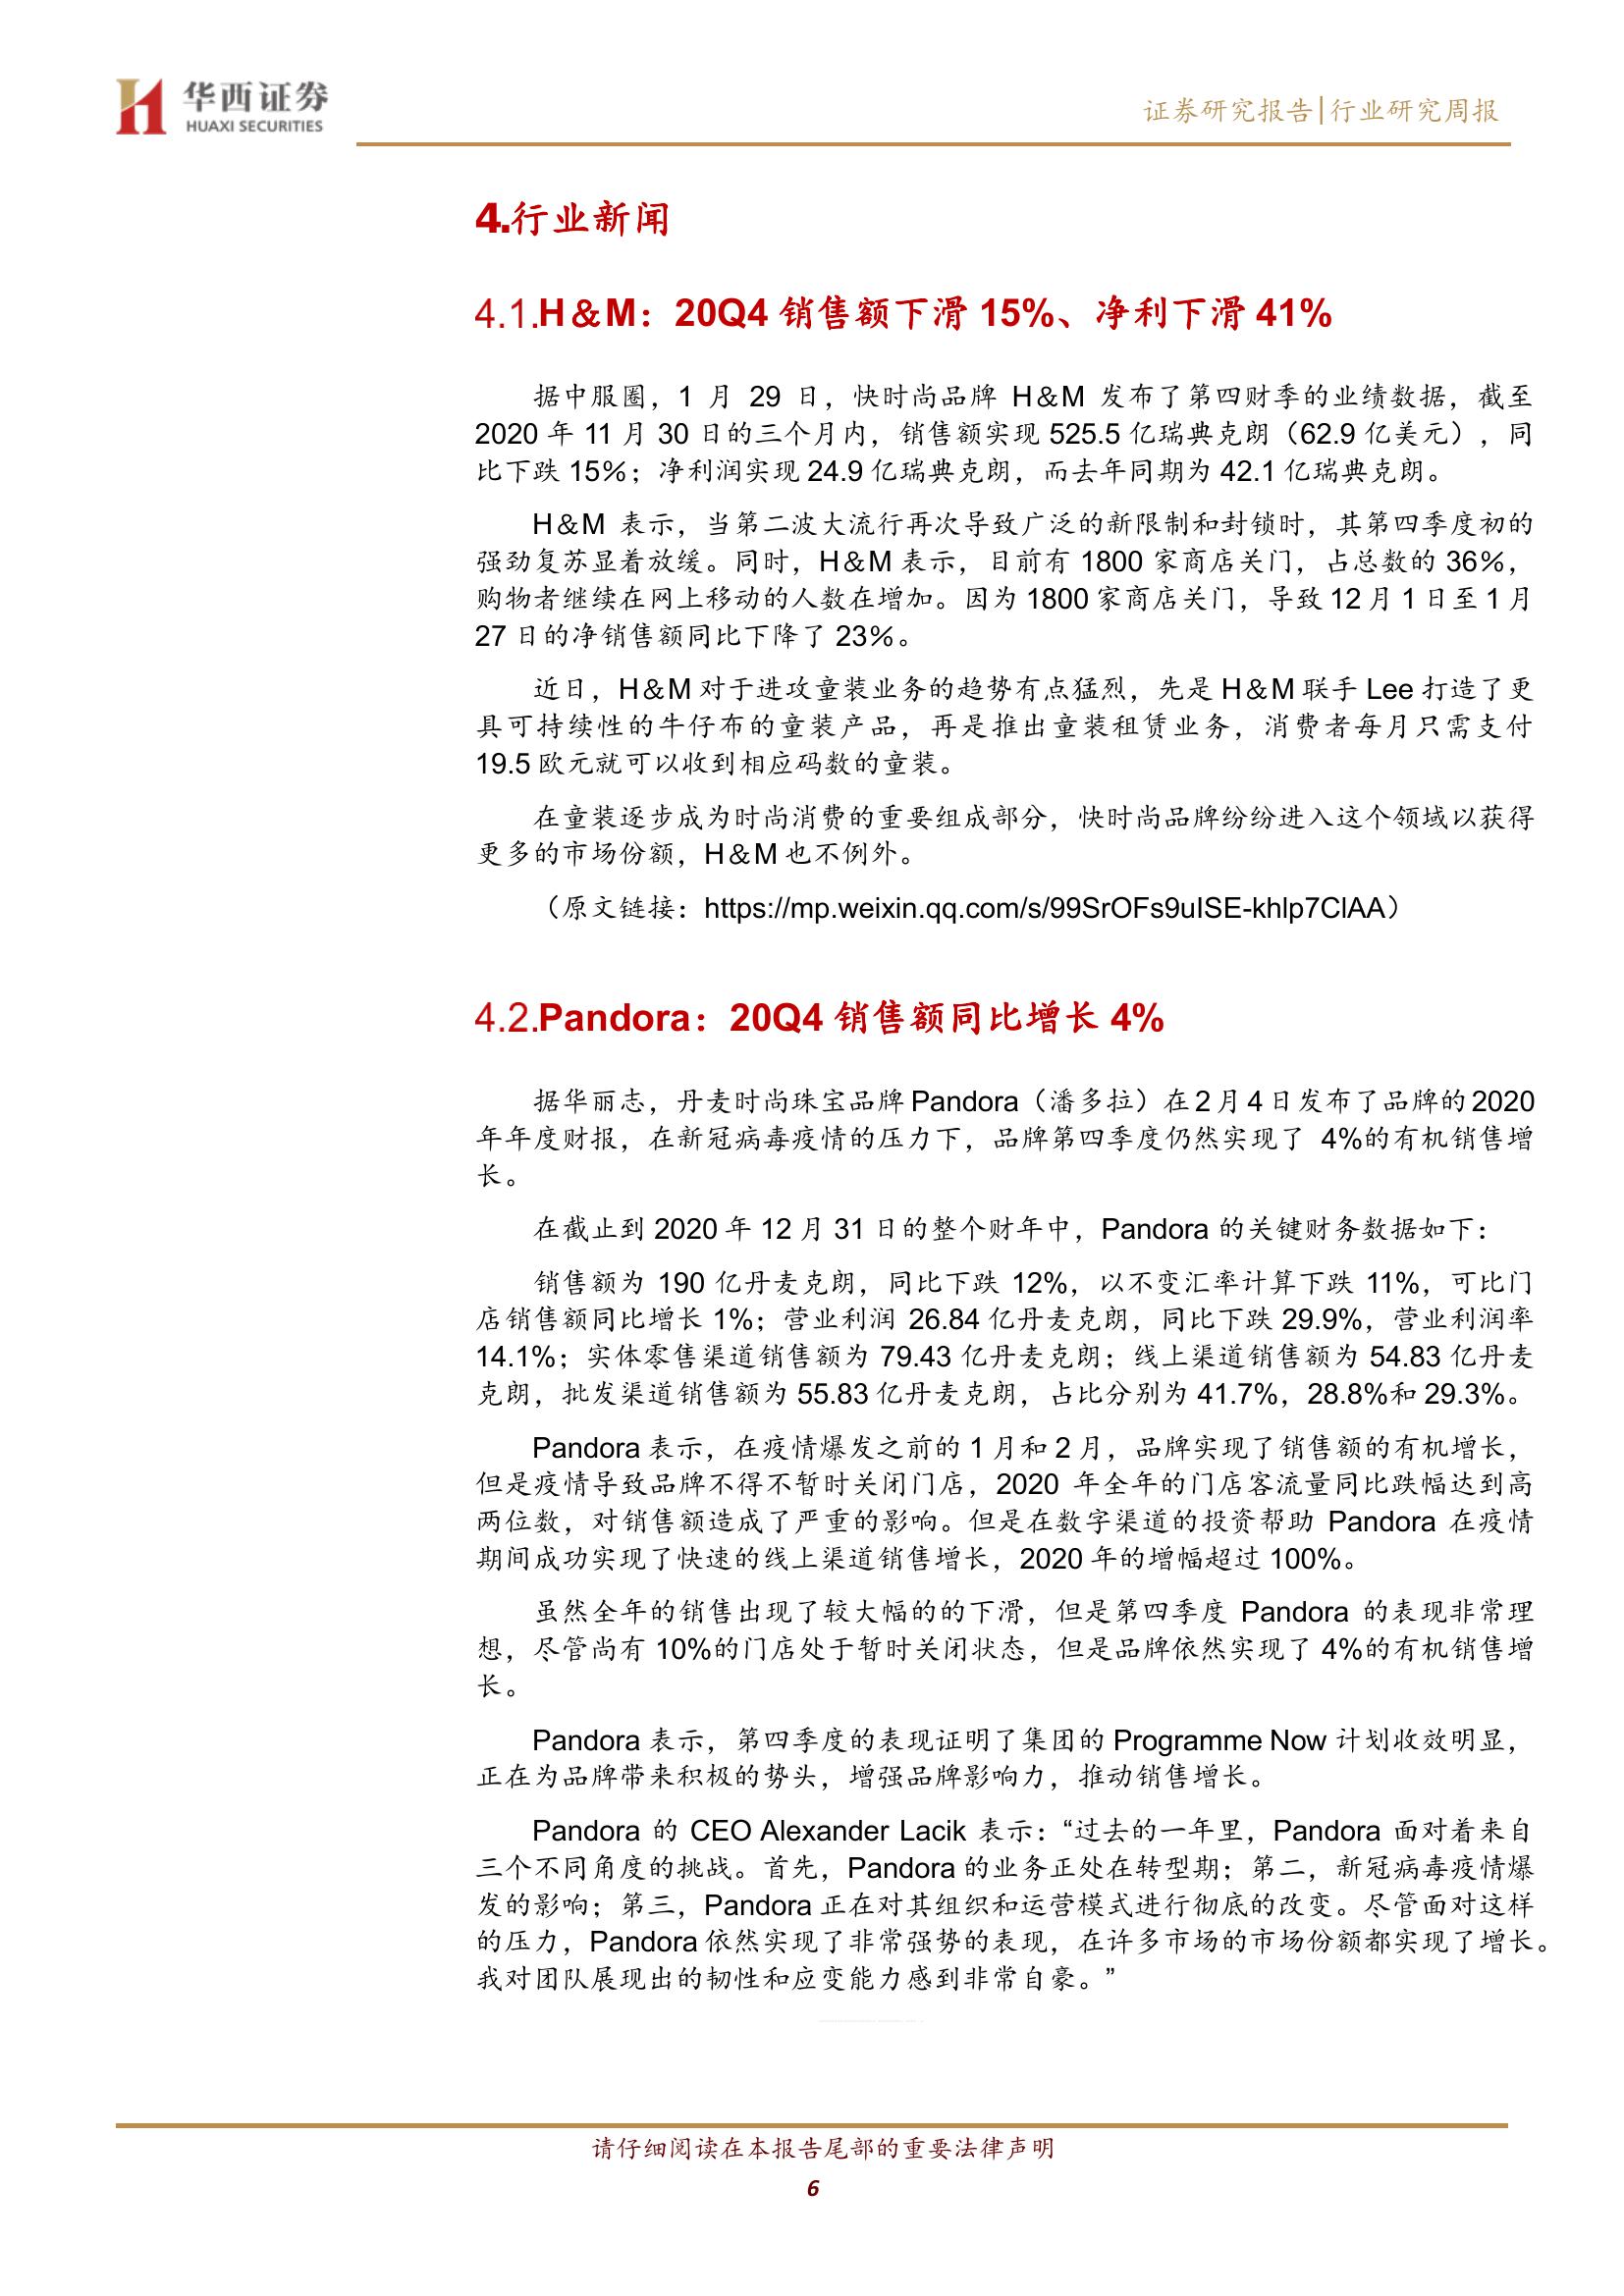 华西证券
HUAXI SECURITIES
证券研究报告|行业研究周报
4.行业新闻
4.1.H&M：20Q4 销售额下滑 15%、净利下滑 41%
据中服圈，1 月 29 日，快时尚品牌 H&M 发布了第四财季的业绩数据，截至
2020 年 11 月 30 日的三个月内，销售额实现 525.5 亿瑞典克朗（62.9 亿美元），同
比下跌 15%；净利润实现 24.9 亿瑞典克朗，而去年同期为 42.1 亿瑞典克朗。
H&M 表示，当第二波大流行再次导致广泛的新限制和封锁时，其第四季度初的
强劲复苏显着放缓。同时，H&M 表示，目前有 1800 家商店关门，占总数的 36%，
购物者继续在网上移动的人数在增加。因为 1800 家商店关门，导致 12 月 1 日至 1 月
27 日的净销售额同比下降了 23%。
近日，H&M 对于进攻童装业务的趋势有点猛烈，先是 H&M 联手 Lee 打造了更
具可持续性的牛仔布的童装产品，再是推出童装租赁业务，消费者每月只需支付
19.5 欧元就可以收到相应码数的童装。
在童装逐步成为时尚消费的重要组成部分，快时尚品牌纷纷进入这个领域以获得
更多的市场份额，H&M 也不例外。
（原文链接：https://mp.weixin.qq.com/s/99SrOFs9uISE-khlp7ClAA）
4.2.Pandora：20Q4 销售额同比增长 4%
据华丽志，丹麦时尚珠宝品牌 Pandora（潘多拉）在 2 月 4 日发布了品牌的 2020
年年度财报，在新冠病毒疫情的压力下，品牌第四季度仍然实现了 4%的有机销售增
长。
在截止到 2020 年 12 月 31 日的整个财年中，Pandora 的关键财务数据如下：
销售额为 190 亿丹麦克朗，同比下跌 12%，以不变汇率计算下跌 11%，可比门
店销售额同比增长 1%；营业利润 26.84 亿丹麦克朗，同比下跌 29.9%，营业利润率
14.1%；实体零售渠道销售额为 79.43 亿丹麦克朗；线上渠道销售额为 54.83 亿丹麦
克朗，批发渠道销售额为 55.83 亿丹麦克朗，占比分别为 41.7%，28.8%和 29.3%。
Pandora 表示，在疫情爆发之前的 1 月和 2 月，品牌实现了销售额的有机增长，
但是疫情导致品牌不得不暂时关闭门店，2020 年全年的门店客流量同比跌幅达到高
两位数，对销售额造成了严重的影响。但是在数字渠道的投资帮助 Pandora 在疫情
期间成功实现了快速的线上渠道销售增长，2020 年的增幅超过 100%。
虽然全年的销售出现了较大幅的的下滑，但是第四季度 Pandora 的表现非常理
想，尽管尚有 10%的门店处于暂时关闭状态，但是品牌依然实现了 4%的有机销售增
长。
Pandora 表示，第四季度的表现证明了集团的 Programme Now 计划收效明显，
正在为品牌带来积极的势头，增强品牌影响力，推动销售增长。
Pandora 的 CEO Alexander Lacik 表示：“过去的一年里，Pandora 面对着来自
三个不同角度的挑战。首先，Pandora 的业务正处在转型期；第二，新冠病毒疫情爆
发的影响；第三，Pandora 正在对其组织和运营模式进行彻底的改变。尽管面对这样
的压力，Pandora 依然实现了非常强势的表现，在许多市场的市场份额都实现了增长。
我对团队展现出的韧性和应变能力感到非常自豪。”
请仔细阅读在本报告尾部的重要法律声明
6